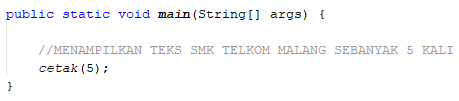 public static void main(String[] args) {
//MENAMPILKAN TEKS SMK TELKOM MALANG SEBANYAK 5 KALI
cetak(5);
}